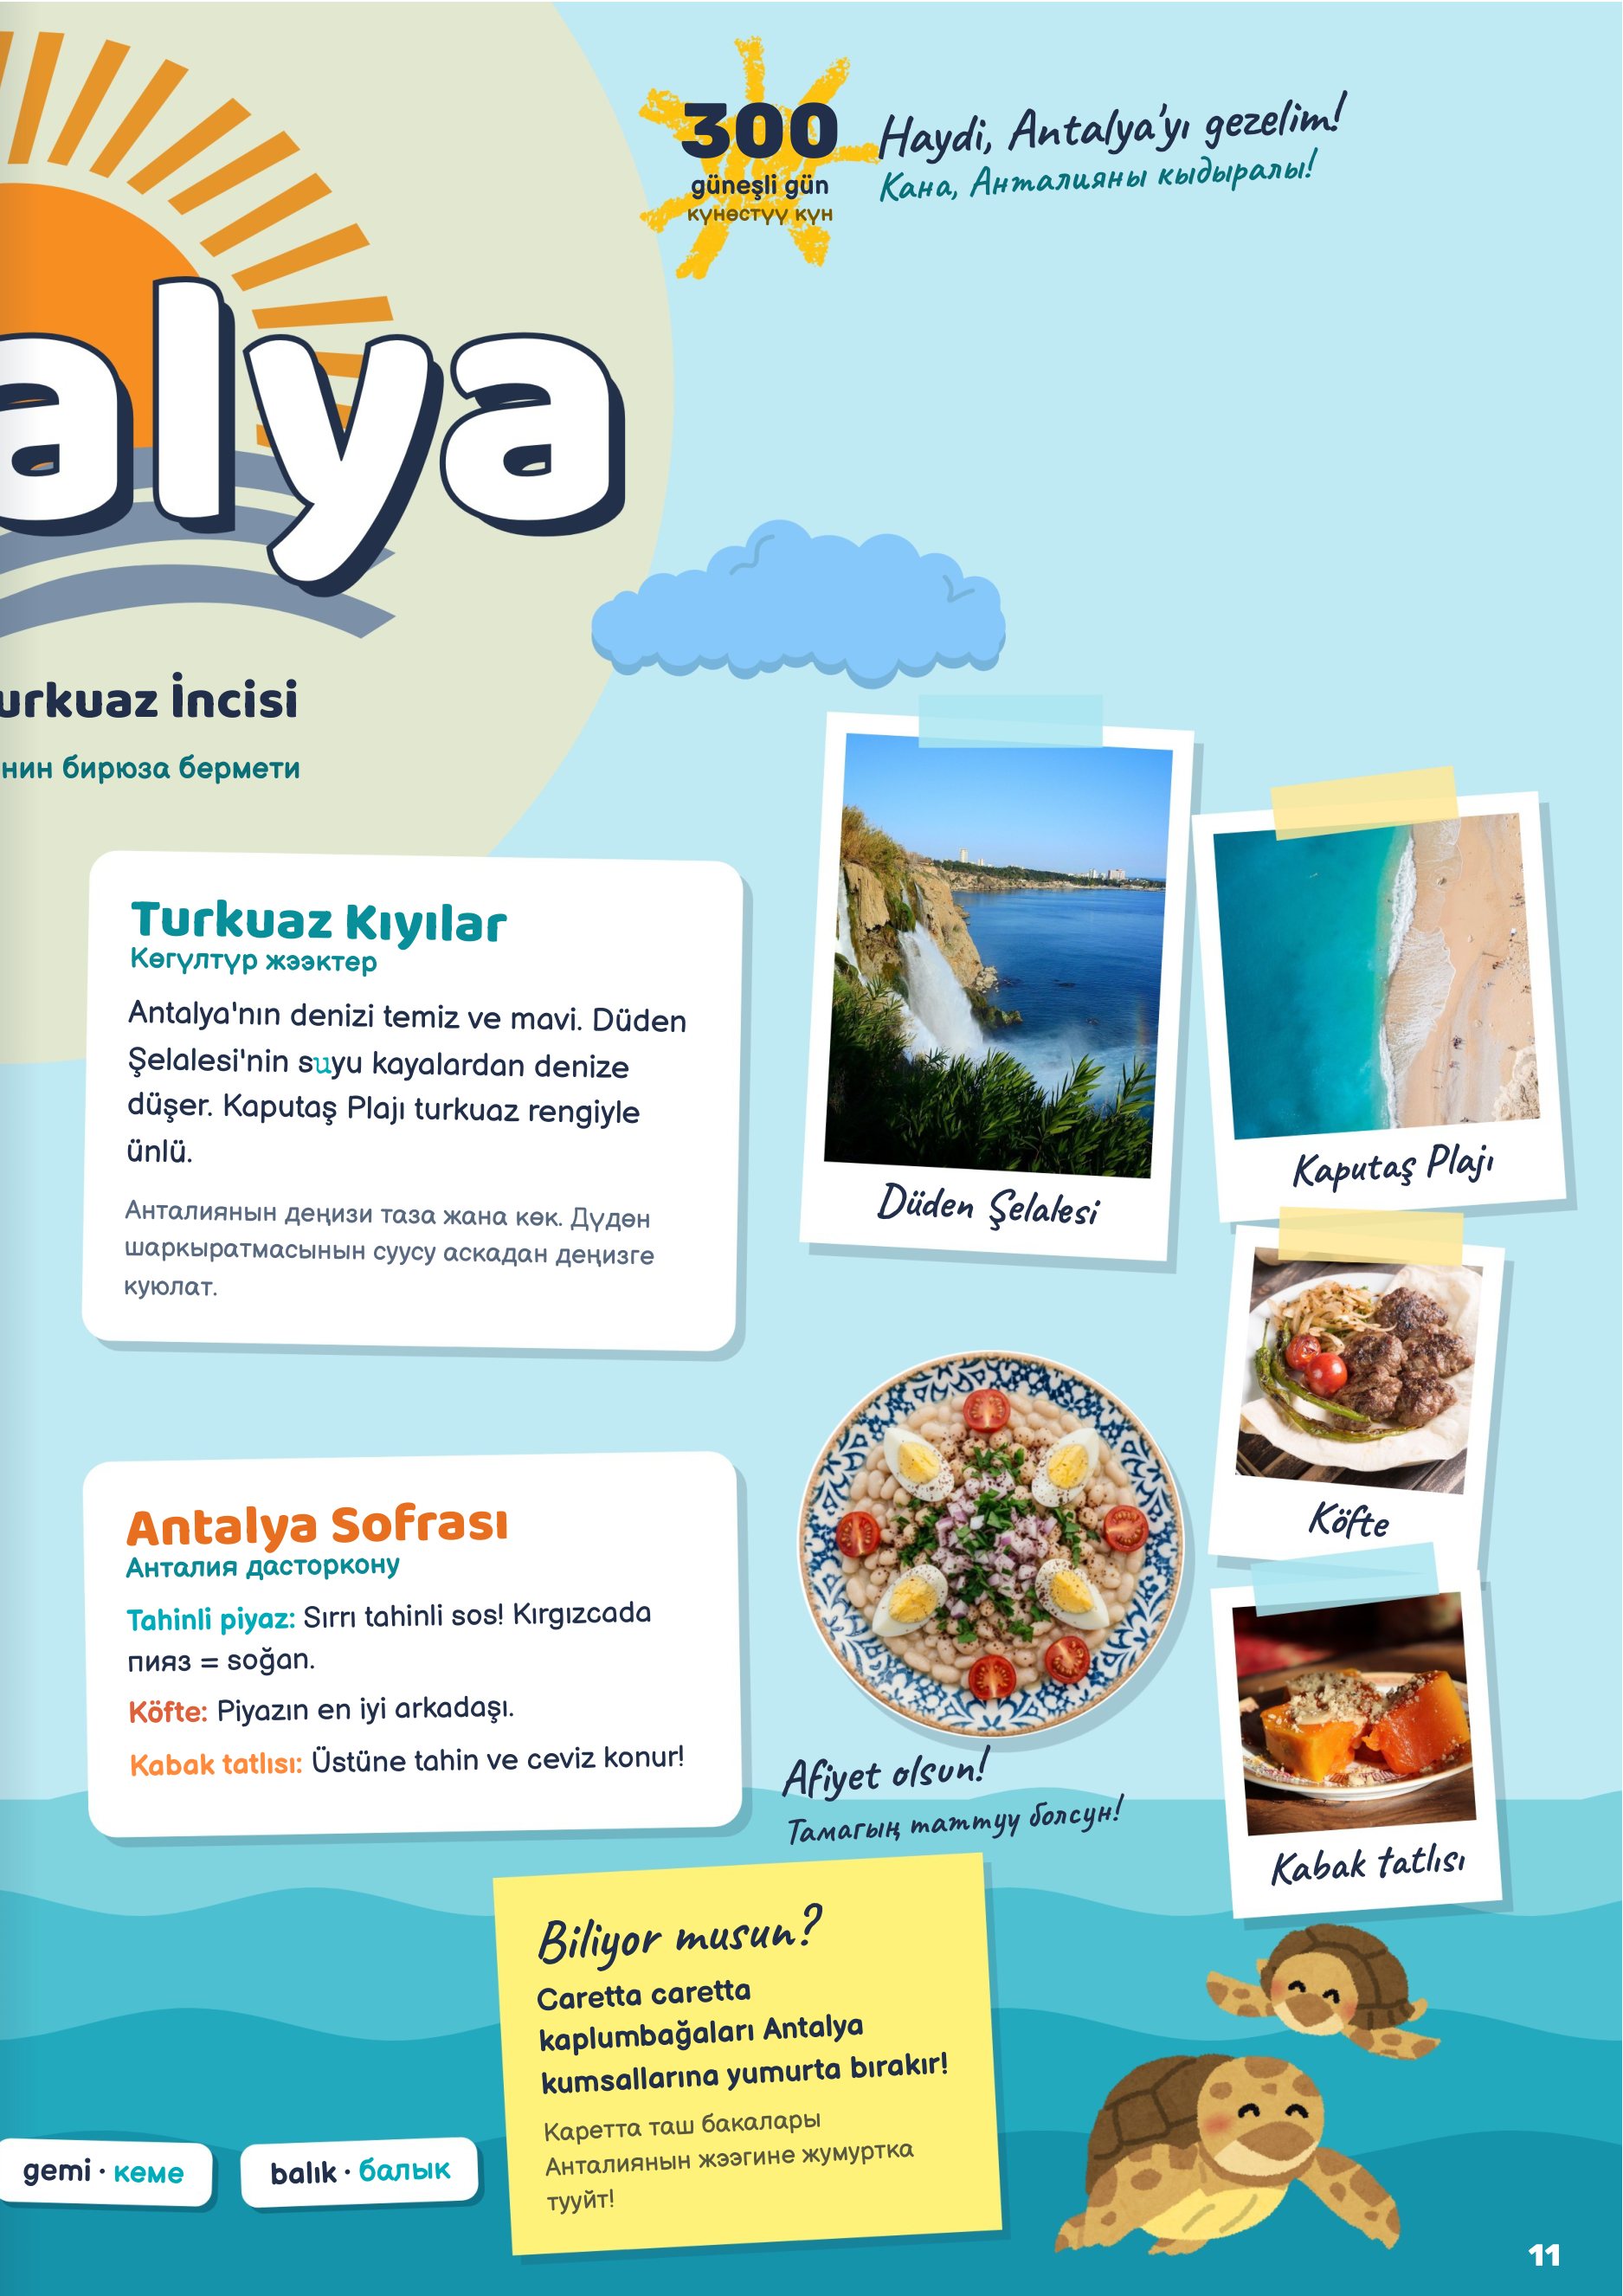 300
güneşli gün
күнөстүү күн
Haydi, Antalya'yı gezelim!
Кана, Анталияны кыдыралы!
alya
urkuaz İncisi
нин бирюза бермети
Turkuaz Kıyılar
Көгүлтүр жээктер
Antalya'nın denizi temiz ve mavi. Düden
Şelalesi'nin suyu kayalardan denize
düşer. Kaputaş Plajı turkuaz rengiyle
ünlü.
Анталиянын деңизи таза жана көк. Дүдөн
шаркыратмасынын суусу аскадан деңизге
куюлат.
Düden Şelalesi
Kaputaş Plajı
Köfte
Antalya Sofrası
Анталия дасторкону
Tahinli piyaz: Sırrı tahinli sos! Kırgızcada
пияз = soğan.
Köfte: Piyazın en iyi arkadaşı.
Kabak tatlısı: Üstüne tahin ve ceviz konur!
Afiyet olsun!
Тамагың таттуу болсун!
Kabak tatlısı
Biliyor musun?
Caretta caretta
kaplumbağaları Antalya
kumsallarına yumurta bırakır!
Каретта таш бакалары
Анталиянын жээгине жумуртка
тууйт!
gemi · кеме
balık · балык
11